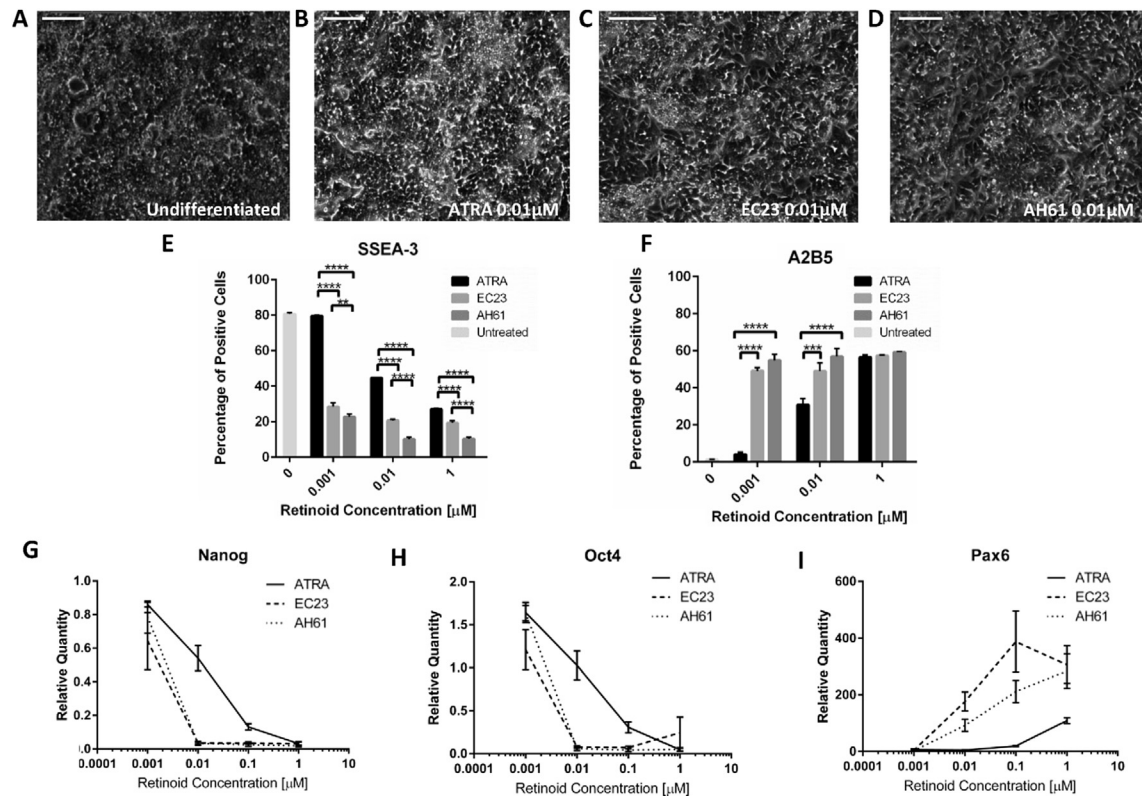 A
B
C
D
Undifferentiated
ATRA 0.01µM
EC23 0.01µM
AH61 0.01µM
E
SSEA-3
Percentage of Positive Cells
100
80
60
40
20
0
****
****
**
****
****
****
****
****
****
ATRA
EC23
AH61
Untreated
0
0.001
0.01
1
Retinoid Concentration [µM]
F
A2B5
Percentage of Positive Cells
100
80
60
40
20
0
****
****
****
***
ATRA
EC23
AH61
Untreated
0
0.001
0.01
1
Retinoid Concentration [µM]
G
Nanog
Relative Quantity
1.0
0.8
0.6
0.4
0.2
0.0
ATRA
EC23
AH61
0.0001 0.001 0.01 0.1 1 10
Retinoid Concentration [µM]
H
Oct4
Relative Quantity
2.0
1.5
1.0
0.5
0.0
ATRA
EC23
AH61
0.0001 0.001 0.01 0.1 1 10
Retinoid Concentration [µM]
I
Pax6
Relative Quantity
600
400
200
0
ATRA
EC23
AH61
0.0001 0.001 0.01 0.1 1 10
Retinoid Concentration [µM]